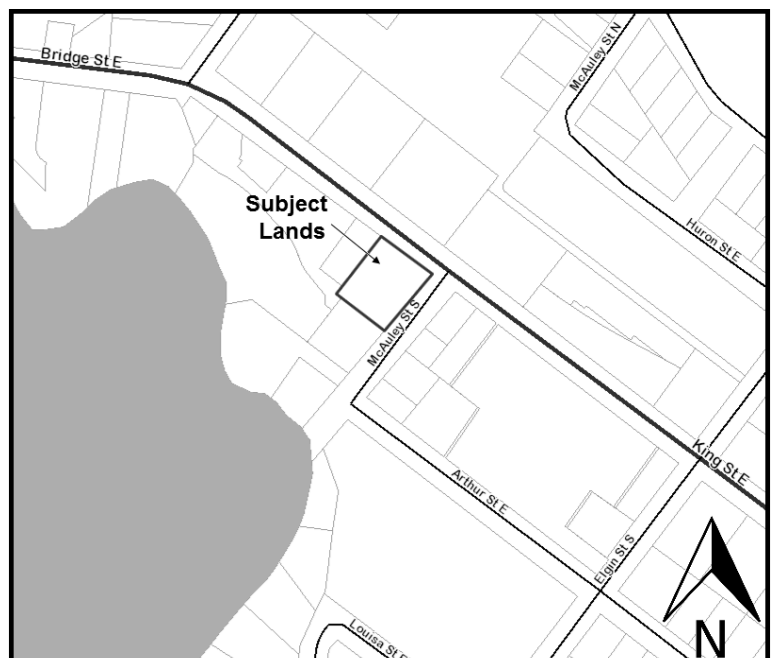 Bridge St E
McAuley St N
Subject
Lands
Huron St E
McAuley St S
King St E
Arthur St E
Elgin St S
Louisa St E
N